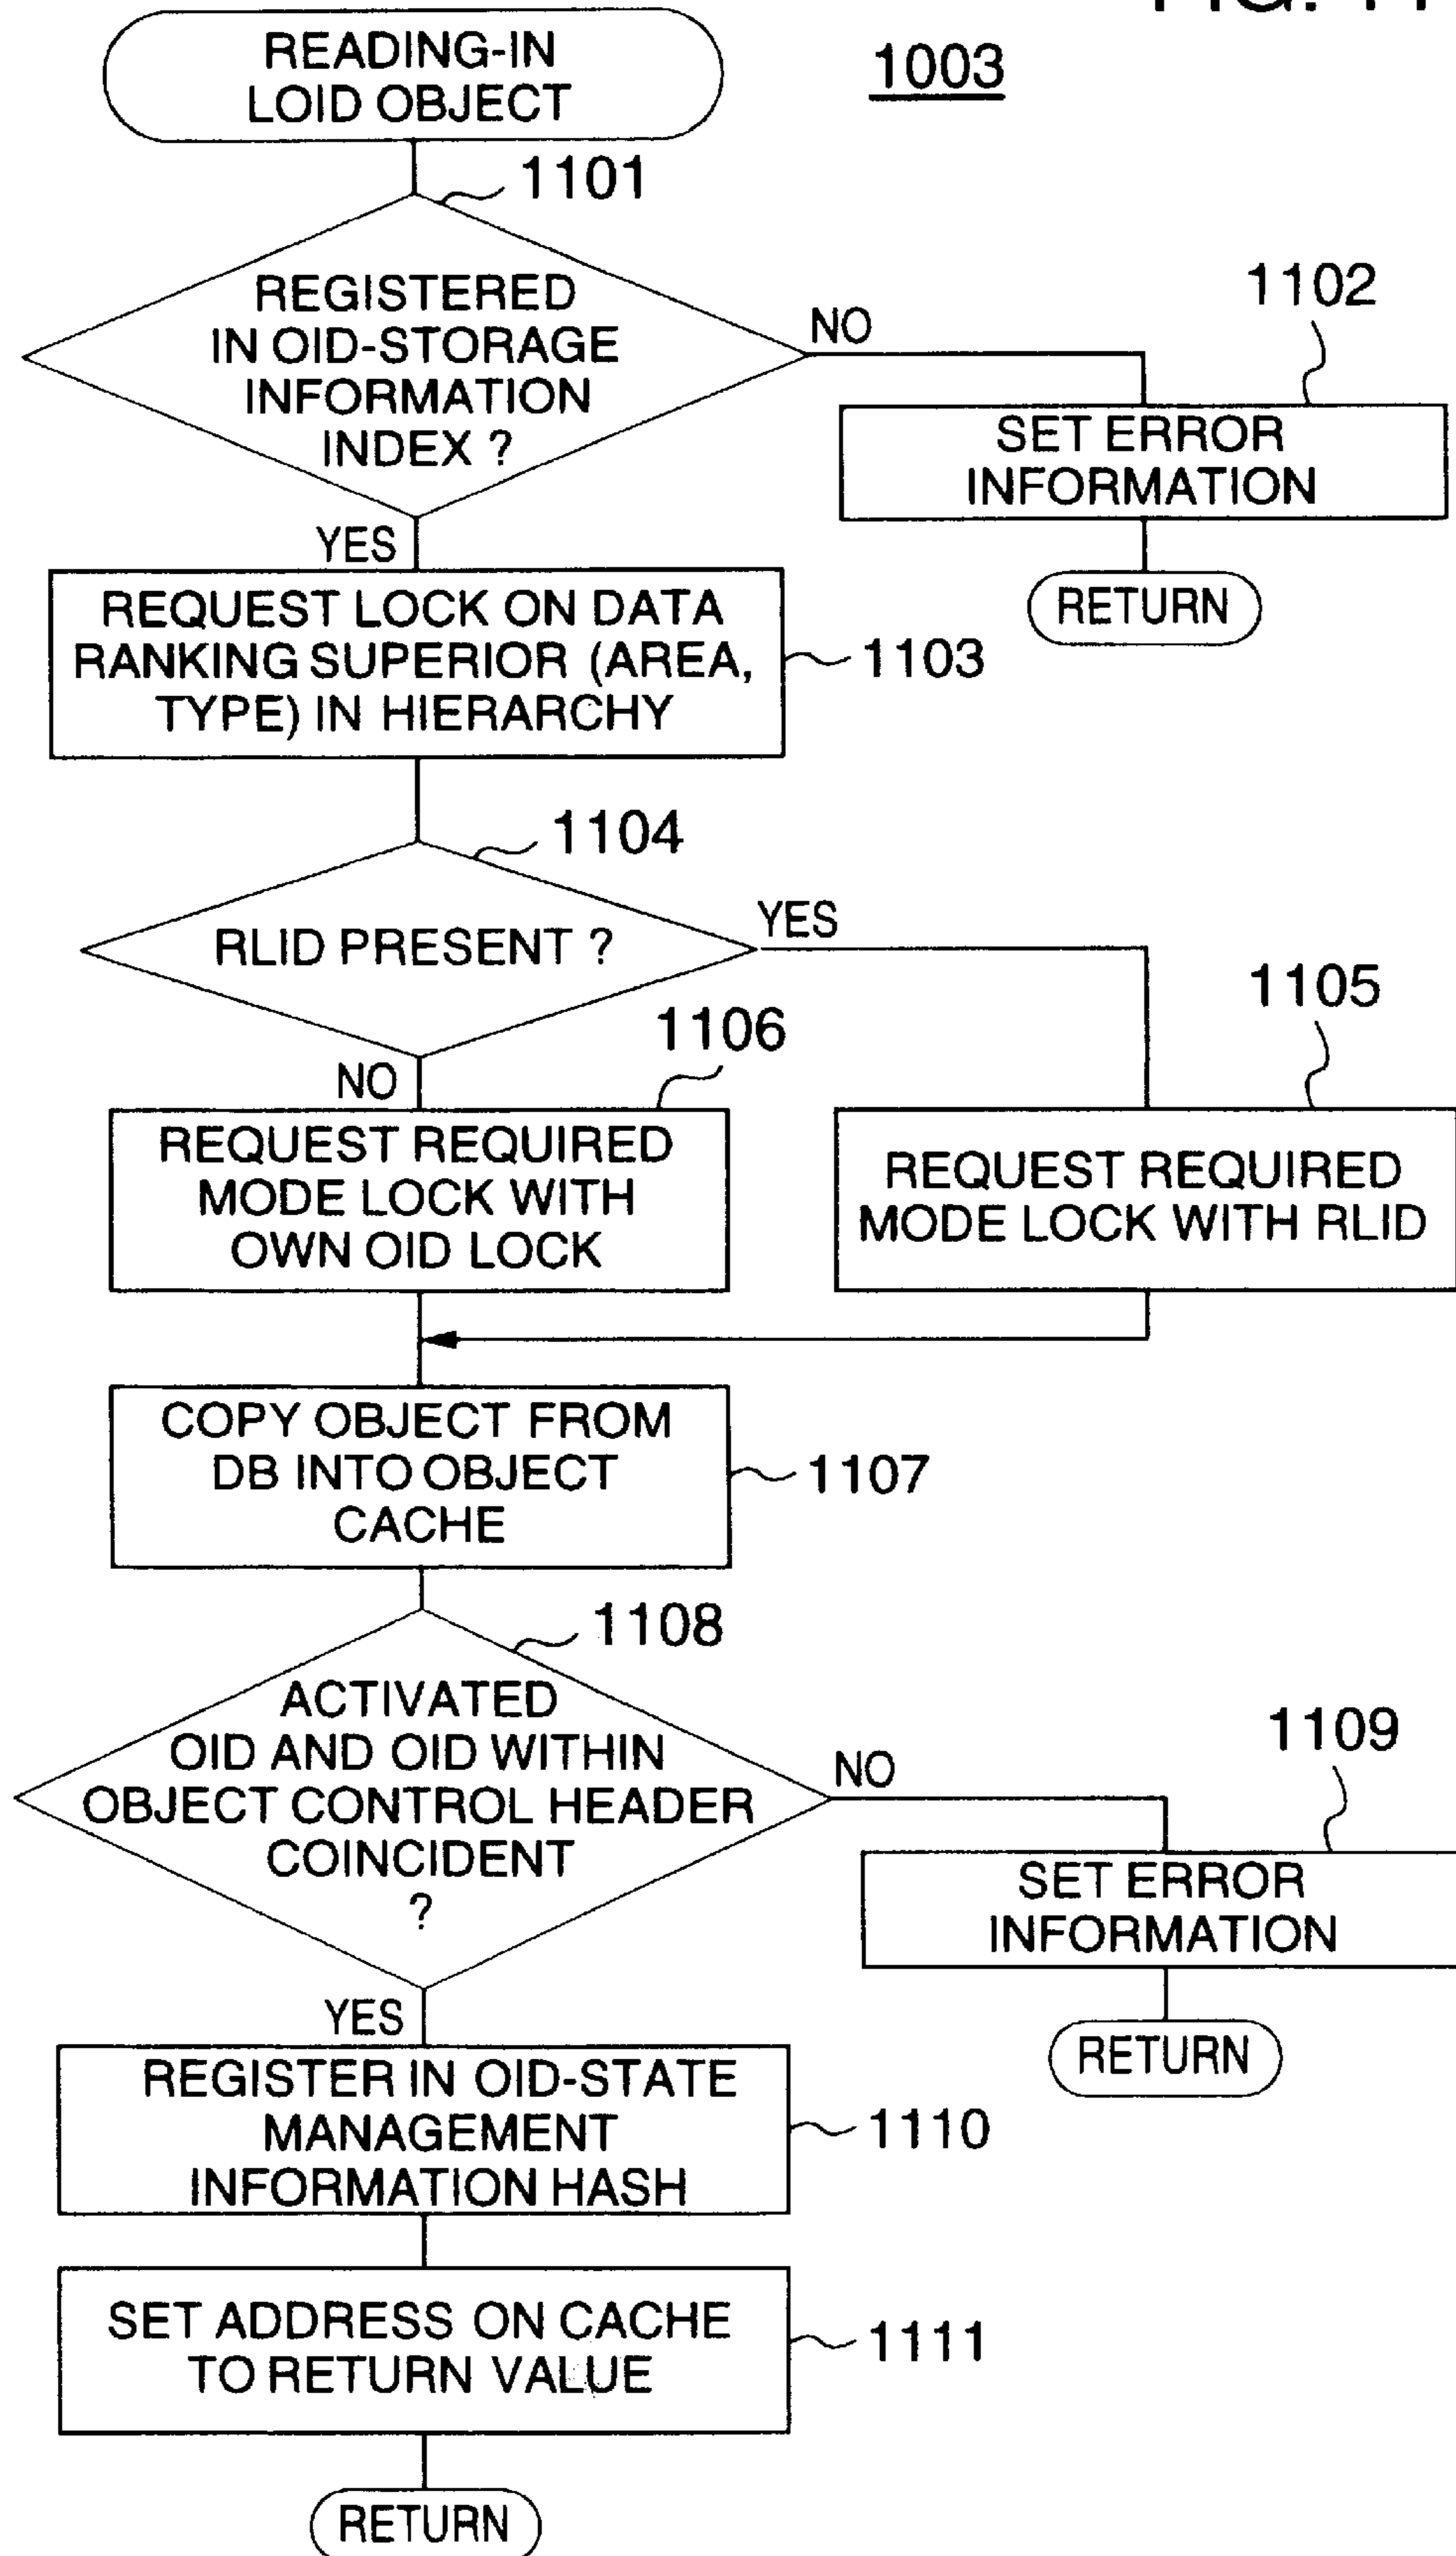 FIG. 11
READING-IN
LOID OBJECT
1003
1101
REGISTERED
IN OID-STORAGE
INFORMATION
INDEX ?
NO
1102
SET ERROR
INFORMATION
RETURN
YES
REQUEST LOCK ON DATA
RANKING SUPERIOR (AREA,
TYPE) IN HIERARCHY
1103
1104
RLID PRESENT ?
YES
1105
REQUEST REQUIRED
MODE LOCK WITH RLID
NO
1106
REQUEST REQUIRED
MODE LOCK WITH
OWN OID LOCK
COPY OBJECT FROM
DB INTO OBJECT
CACHE
1107
1108
ACTIVATED
OID AND OID WITHIN
OBJECT CONTROL HEADER
COINCIDENT
?
NO
1109
SET ERROR
INFORMATION
RETURN
YES
REGISTER IN OID-STATE
MANAGEMENT
INFORMATION HASH
1110
SET ADDRESS ON CACHE
TO RETURN VALUE
1111
RETURN